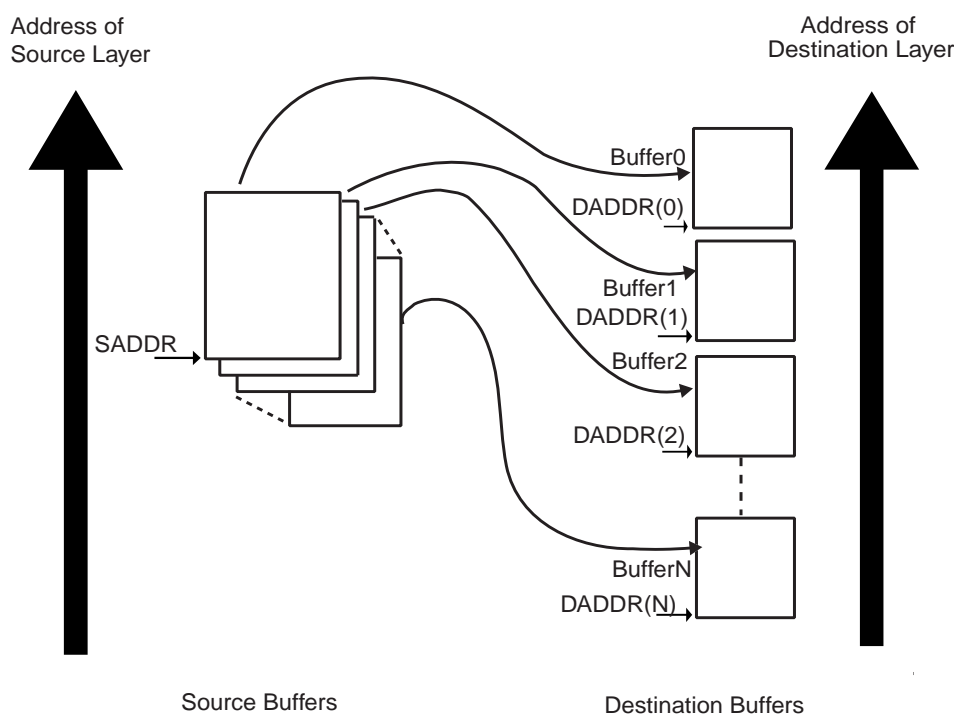 Address of
Source Layer
Address of
Destination Layer
Buffer0
DADDR(0)
Buffer1
DADDR(1)
SADDR
Buffer2
DADDR(2)
BufferN
DADDR(N)
Source Buffers
Destination Buffers